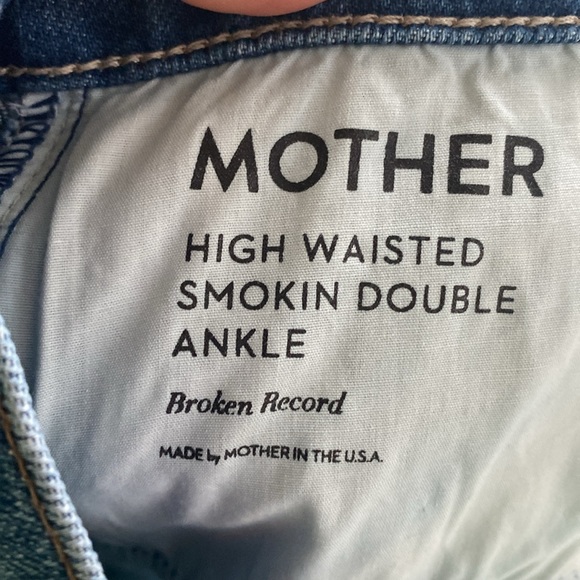 MOTHER
HIGH WAISTED
SMOKIN DOUBLE
ANKLE
Broken Record
MADE by MOTHER IN THE U.S.A.